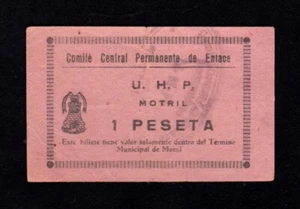 Comité Central Permanente de Enlace
U. H. P.
MOTRIL
1 PESETA
Este billete tiene valor solamente dentro del Término
Municipal de Motril